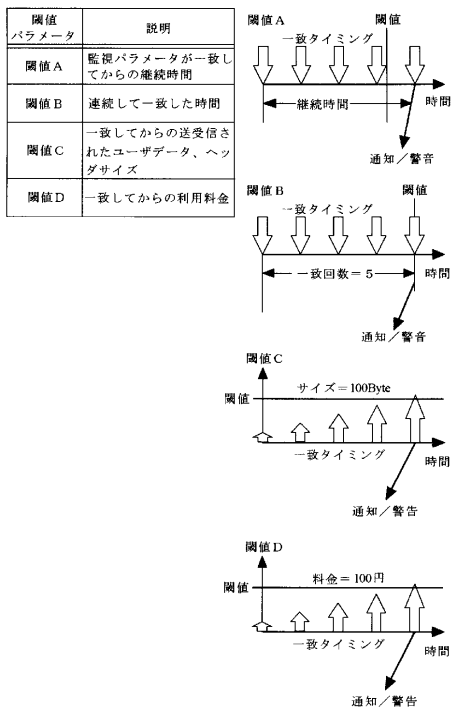 閾値
パラメータ
説明
閾値A
監視パラメータが一致し
てからの継続時間
閾値B
連続して一致した時間
閾値C
一致してからの送受信さ
れたユーザデータ、ヘッ
ダサイズ
閾値D
一致してからの利用料金
閾値A
閾値
一致タイミング
継続時間
時間
通知／警音
閾値B
閾値
一致タイミング
一致回数＝５
時間
通知／警音
閾値C
サイズ＝100Byte
閾値
一致タイミング
時間
通知／警告
閾値D
料金＝100円
閾値
一致タイミング
時間
通知／警告